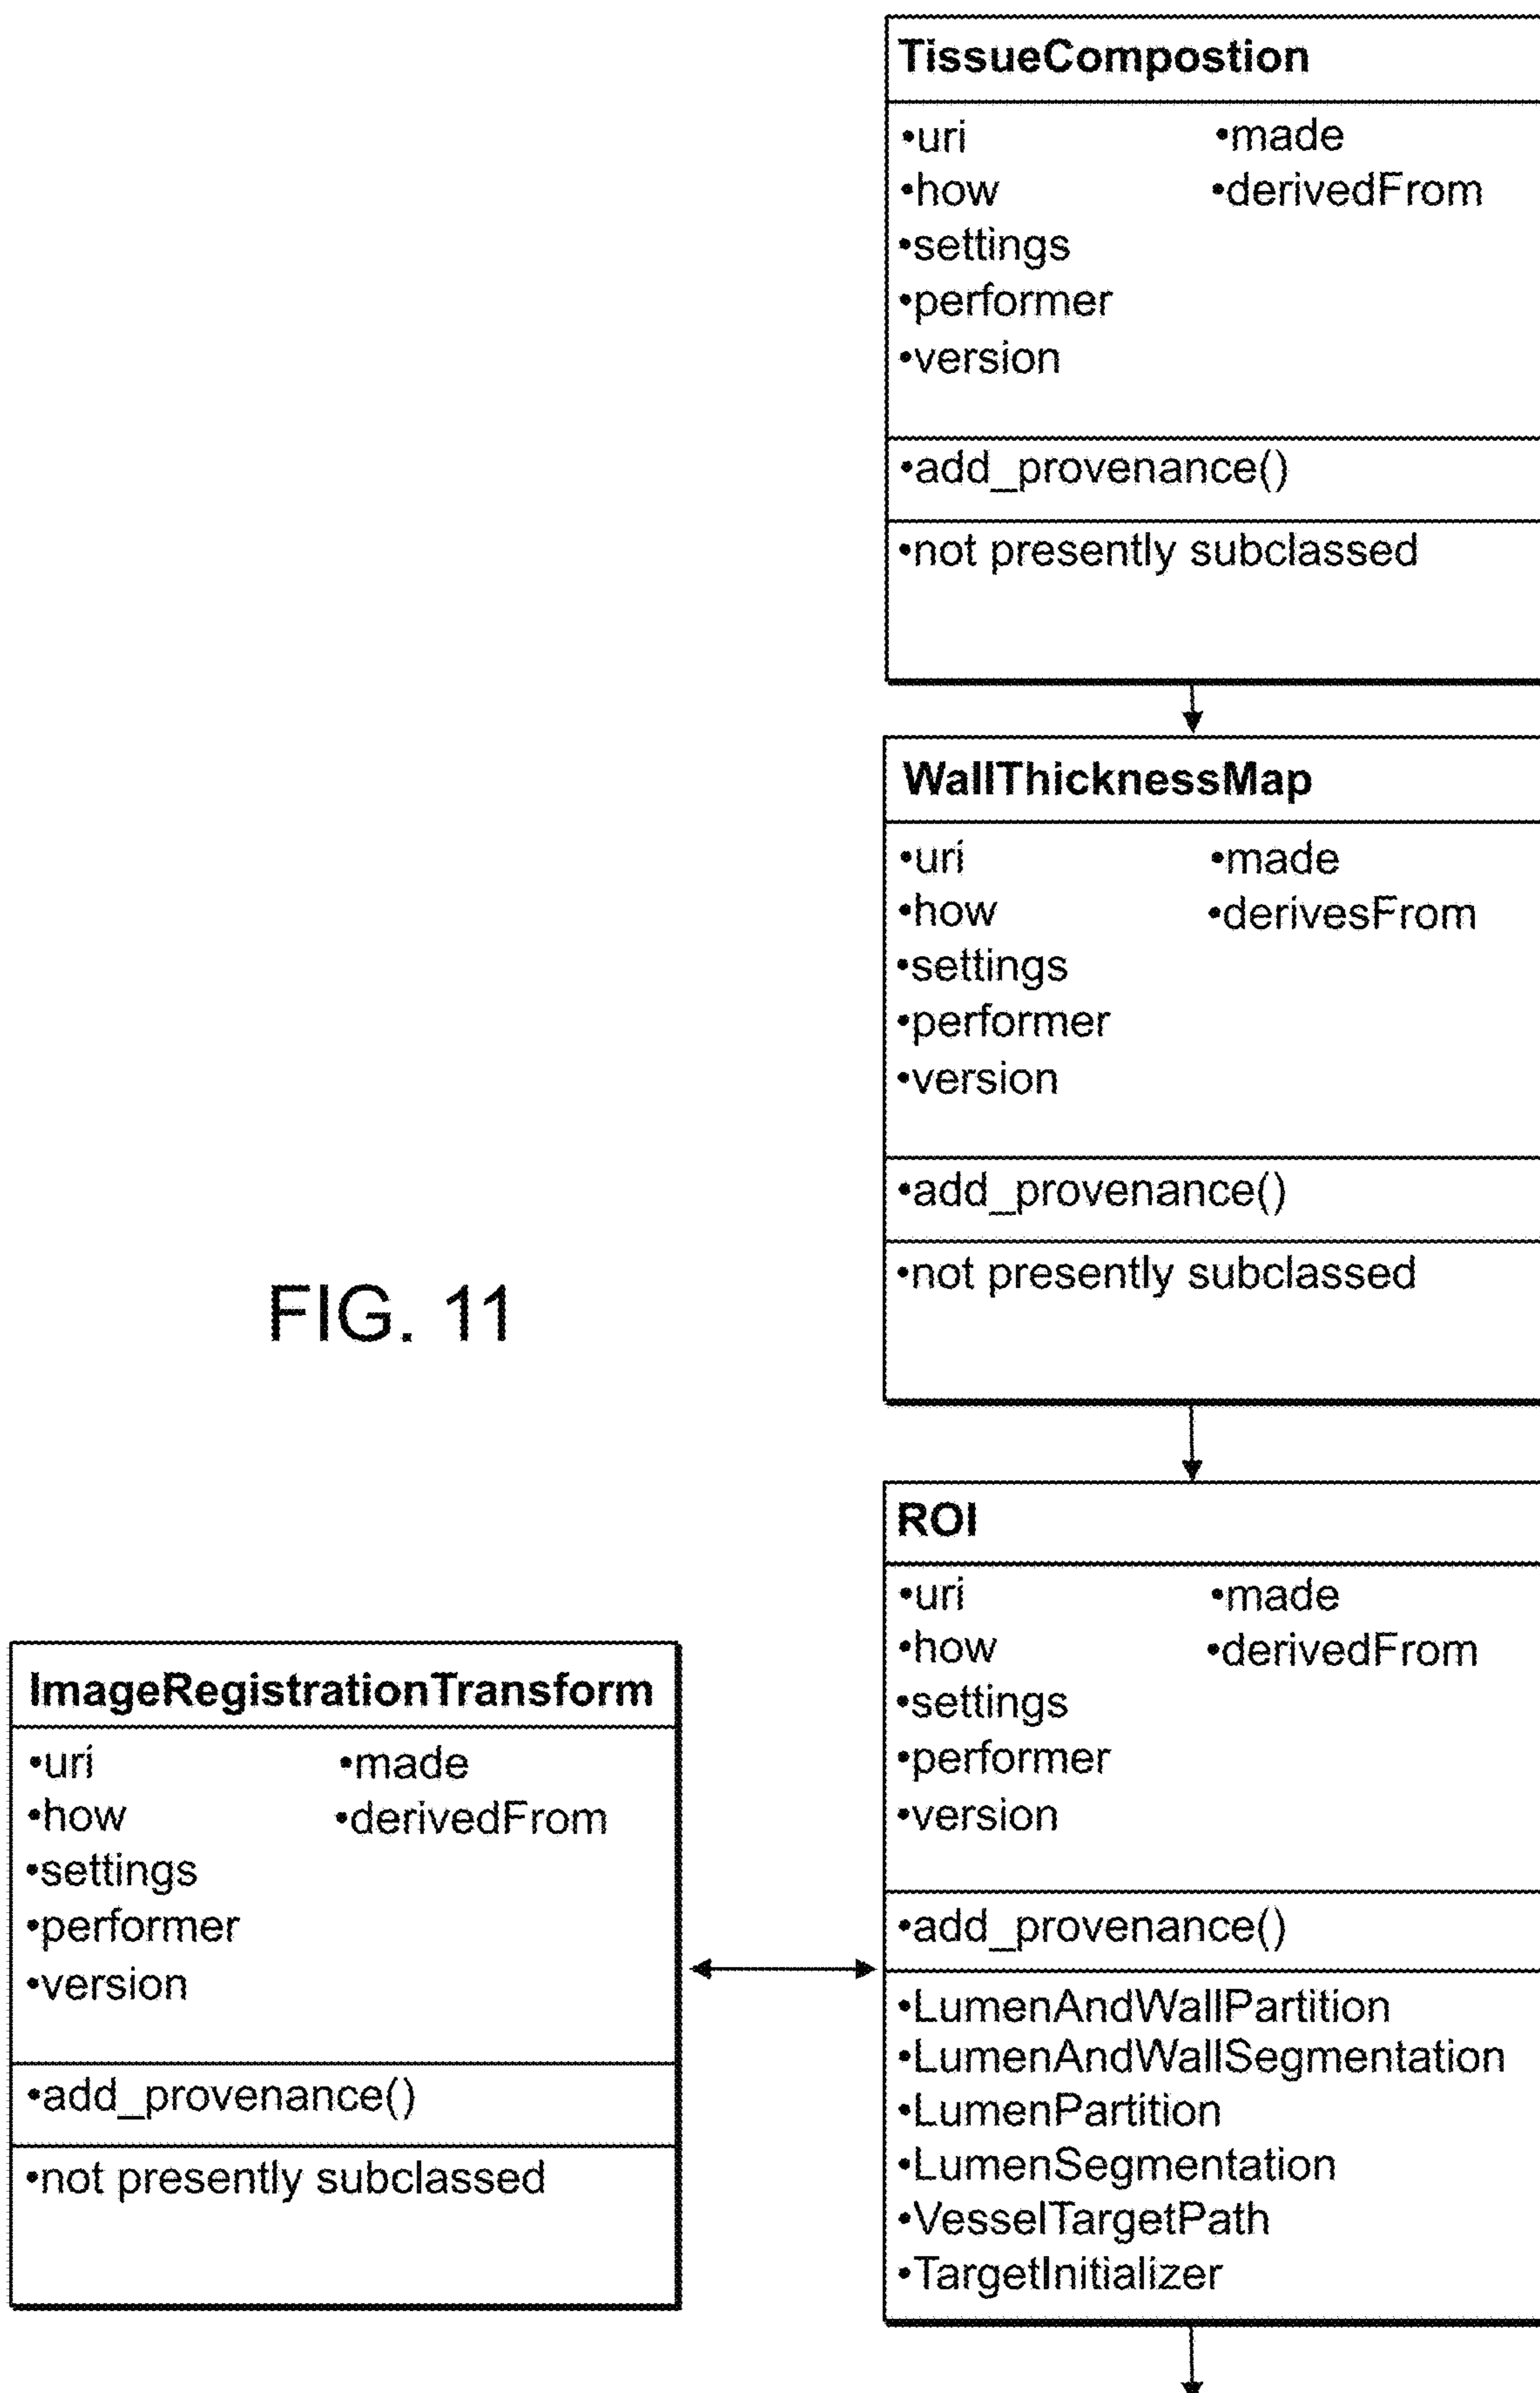 TissueCompostion
•uri •made
•how •derivedFrom
•settings
•performer
•version
•add_provenance()
•not presently subclassed
WallThicknessMap
•uri •made
•how •derivesFrom
•settings
•performer
•version
•add_provenance()
•not presently subclassed
FIG. 11
ROI
•uri •made
•how •derivedFrom
•settings
•performer
•version
•add_provenance()
•LumenAndWallPartition
•LumenAndWallSegmentation
•LumenPartition
•LumenSegmentation
•VesselTargetPath
•TargetInitializer
ImageRegistrationTransform
•uri •made
•how •derivedFrom
•settings
•performer
•version
•add_provenance()
•not presently subclassed